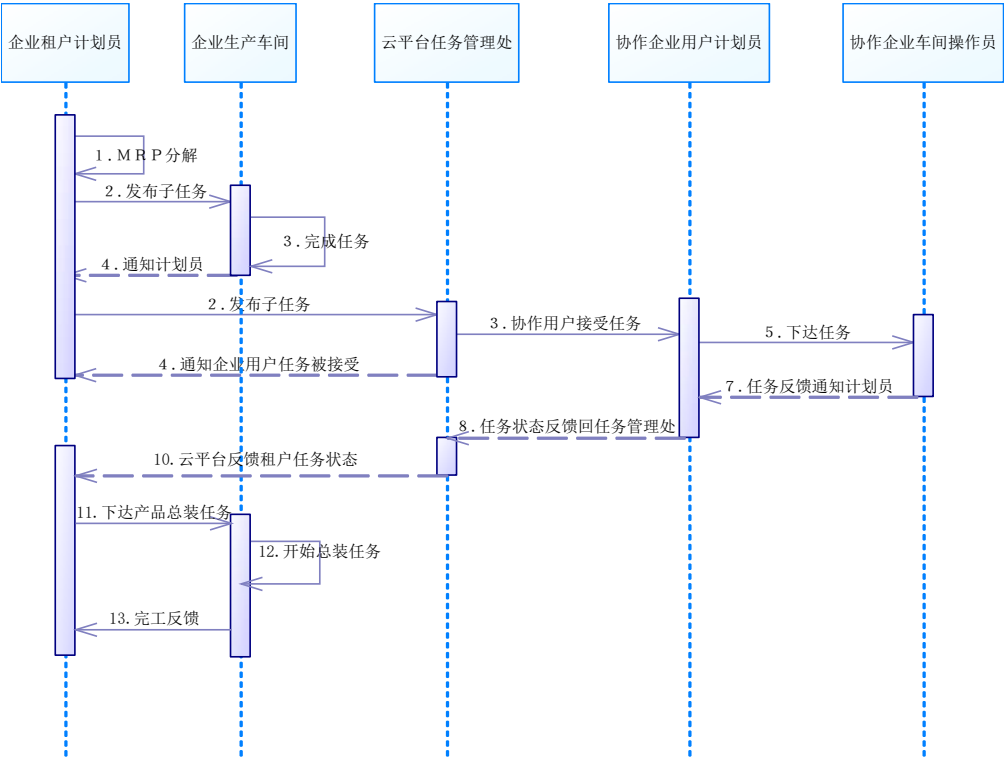 企业租户计划员
企业生产车间
云平台任务管理处
协作企业用户计划员
协作企业车间操作员
1.ＭＲＰ分解
2.发布子任务
3.完成任务
4.通知计划员
2.发布子任务
3.协作用户接受任务
5.下达任务
4.通知企业用户任务被接受
7.任务反馈通知计划员
8.任务状态反馈回任务管理处
10.云平台反馈租户任务状态
11.下达产品总装任务
12.开始总装任务
13.完工反馈